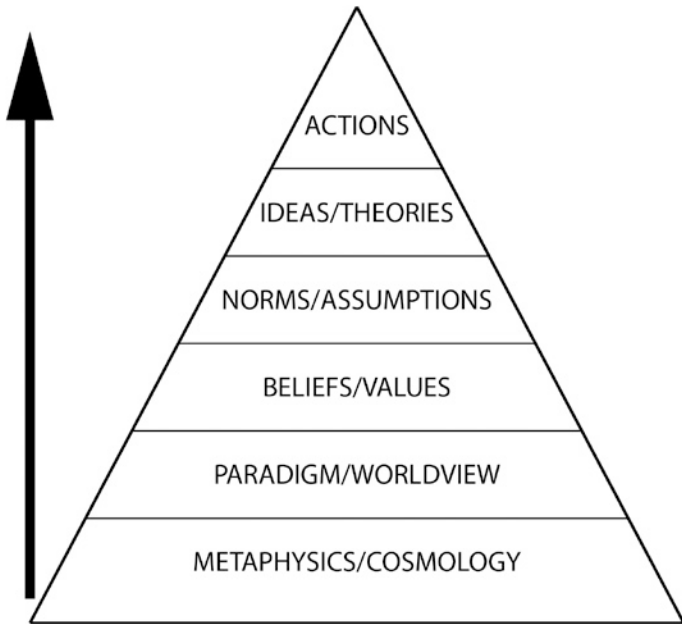 ACTIONS
IDEAS/THEORIES
NORMS/ASSUMPTIONS
BELIEFS/VALUES
PARADIGM/WORLDVIEW
METAPHYSICS/COSMOLOGY